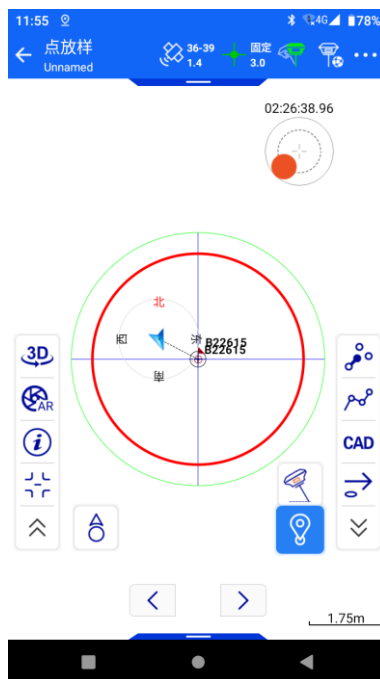 11:55 4G 78%
点放样 36-39 固定
Unnamed 1.4 3.0
02:26:38.96
北
西 东 B22615
B22615
南
3D
AR
CAD
1.75m